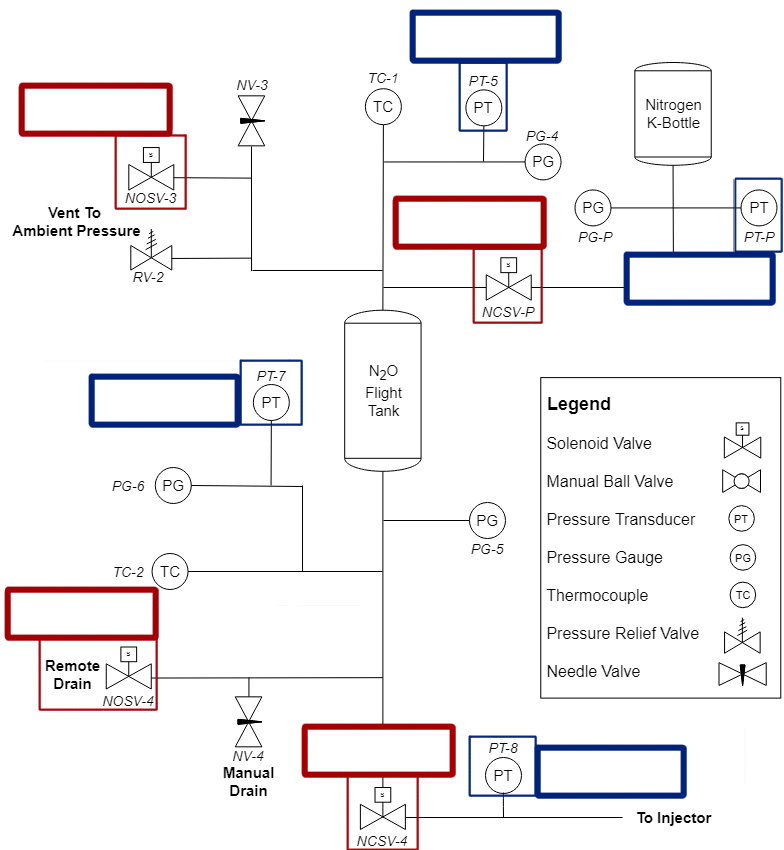 NV-3
TC-1
TC
PT-5
PT
PG-4
PG
Nitrogen
K-Bottle
S
NOSV-3
Vent To
Ambient Pressure
RV-2
PG
PG-P
PT
PT-P
S
NCSV-P
N2O
Flight
Tank
PT-7
PT
PG-6
PG
PG
PG-5
TC-2
TC
Remote
Drain
S
NOSV-4
NV-4
Manual
Drain
S
NCSV-4
PT-8
PT
To Injector
Legend
Solenoid Valve
S
Manual Ball Valve
Pressure Transducer
PT
Pressure Gauge
PG
Thermocouple
TC
Pressure Relief Valve
Needle Valve